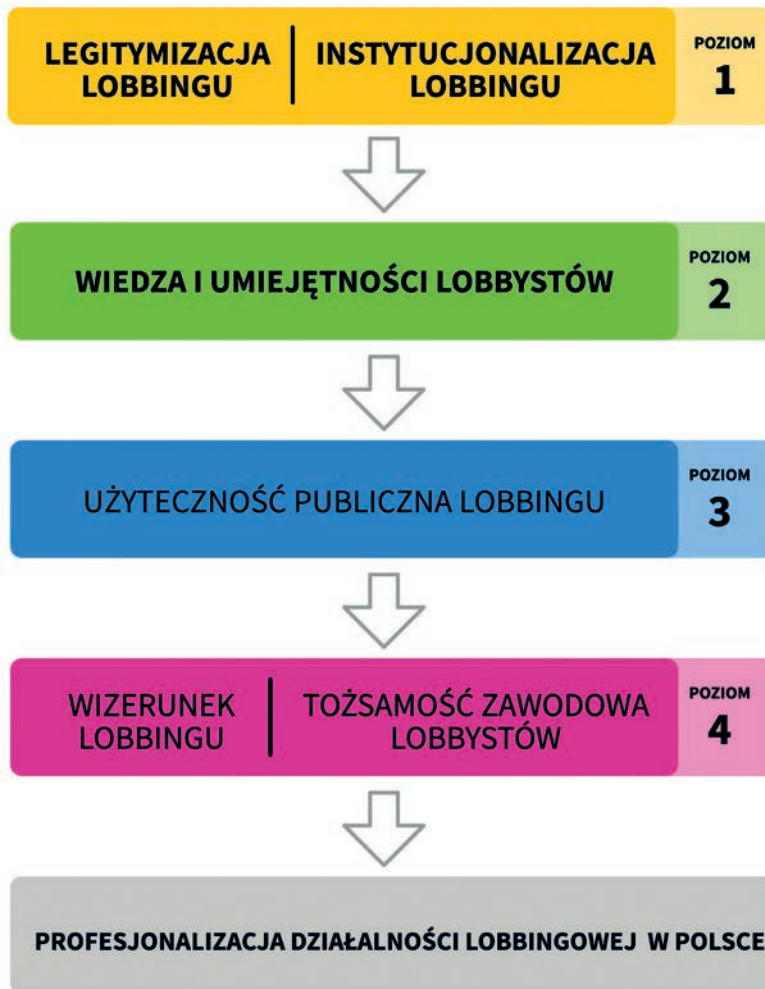 LEGITYMIZACJA LOBBINGU
INSTYTUCJONALIZACJA LOBBINGU
POZIOM 1
WIEDZA I UMIEJĘTNOŚCI LOBBYSTÓW
POZIOM 2
UŻYTECZNOŚĆ PUBLICZNA LOBBINGU
POZIOM 3
WIZERUNEK LOBBINGU
TOŻSAMOŚĆ ZAWODOWA LOBBYSTÓW
POZIOM 4
PROFESJONALIZACJA DZIAŁALNOŚCI LOBBINGOWEJ W POLSCE